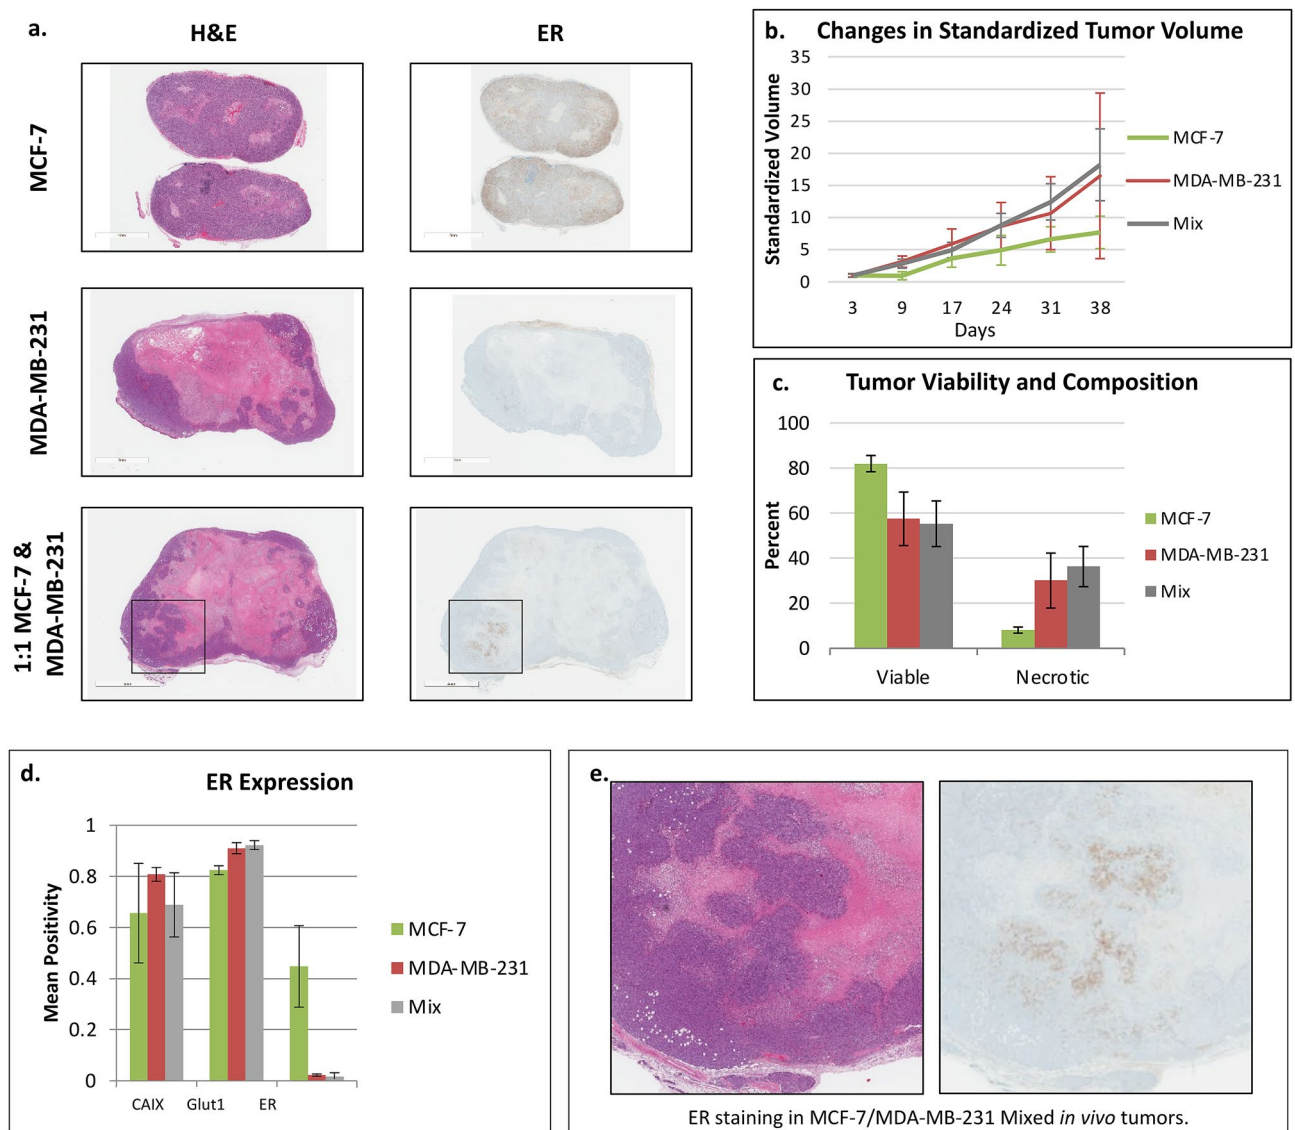 a.
H&E
ER
MCF-7
MDA-MB-231
1:1 MCF-7 &
MDA-MB-231
b.
Changes in Standardized Tumor Volume
Standardized Volume
35
30
25
20
15
10
5
0
3 9 17 24 31 38
Days
MCF-7
MDA-MB-231
Mix
c.
Tumor Viability and Composition
Percent
100
80
60
40
20
0
Viable Necrotic
MCF-7
MDA-MB-231
Mix
d.
ER Expression
Mean Positivity
1
0.8
0.6
0.4
0.2
0
CAIX Glut1 ER
MCF-7
MDA-MB-231
Mix
e.
ER staining in MCF-7/MDA-MB-231 Mixed in vivo tumors.